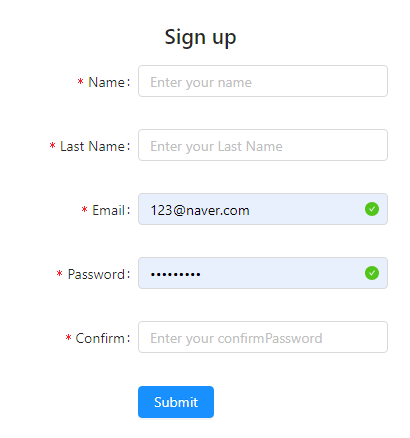 Sign up
* Name: Enter your name
* Last Name: Enter your Last Name
* Email: 123@naver.com
* Password: •••••••••
* Confirm: Enter your confirmPassword
Submit